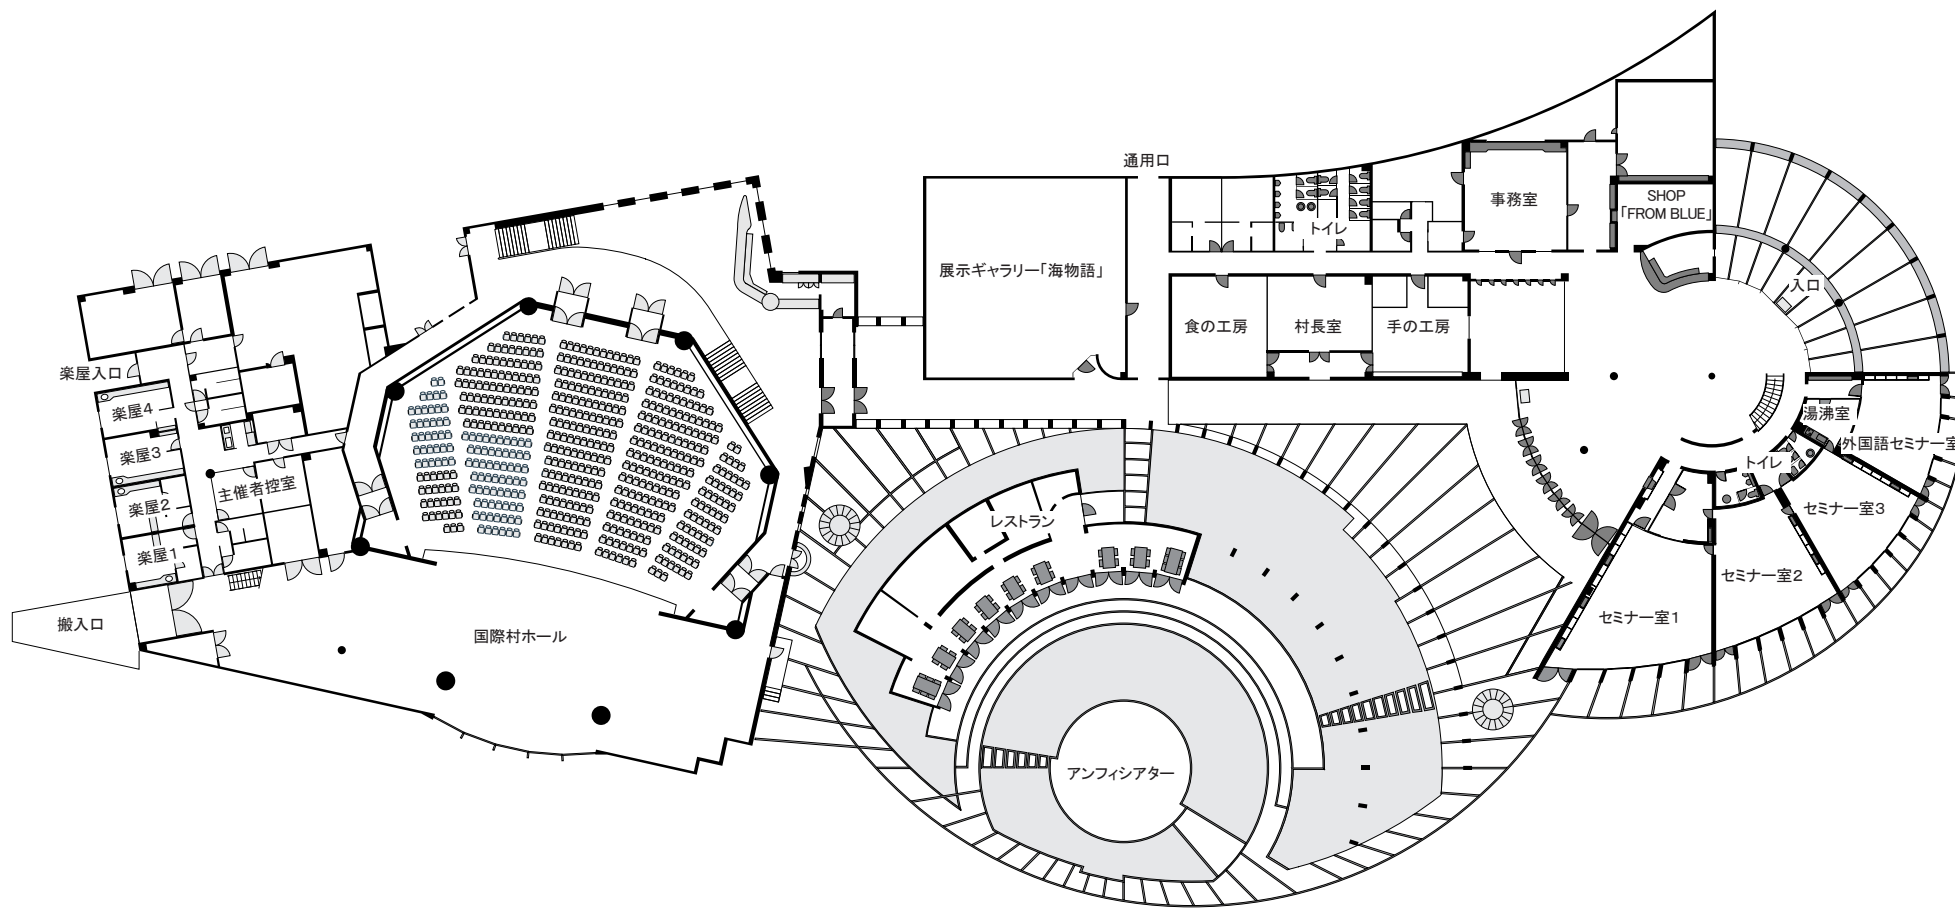 通用口
事務室
SHOP
「FROM BLUE」
トイレ
展示ギャラリー「海物語」
入口
食の工房
村長室
手の工房
楽屋入口
楽屋4
楽屋3
楽屋2
楽屋1
主催者控室
湯沸室
外国語セミナー室
トイレ
セミナー室3
セミナー室2
セミナー室1
レストラン
搬入口
国際村ホール
アンフィシアター